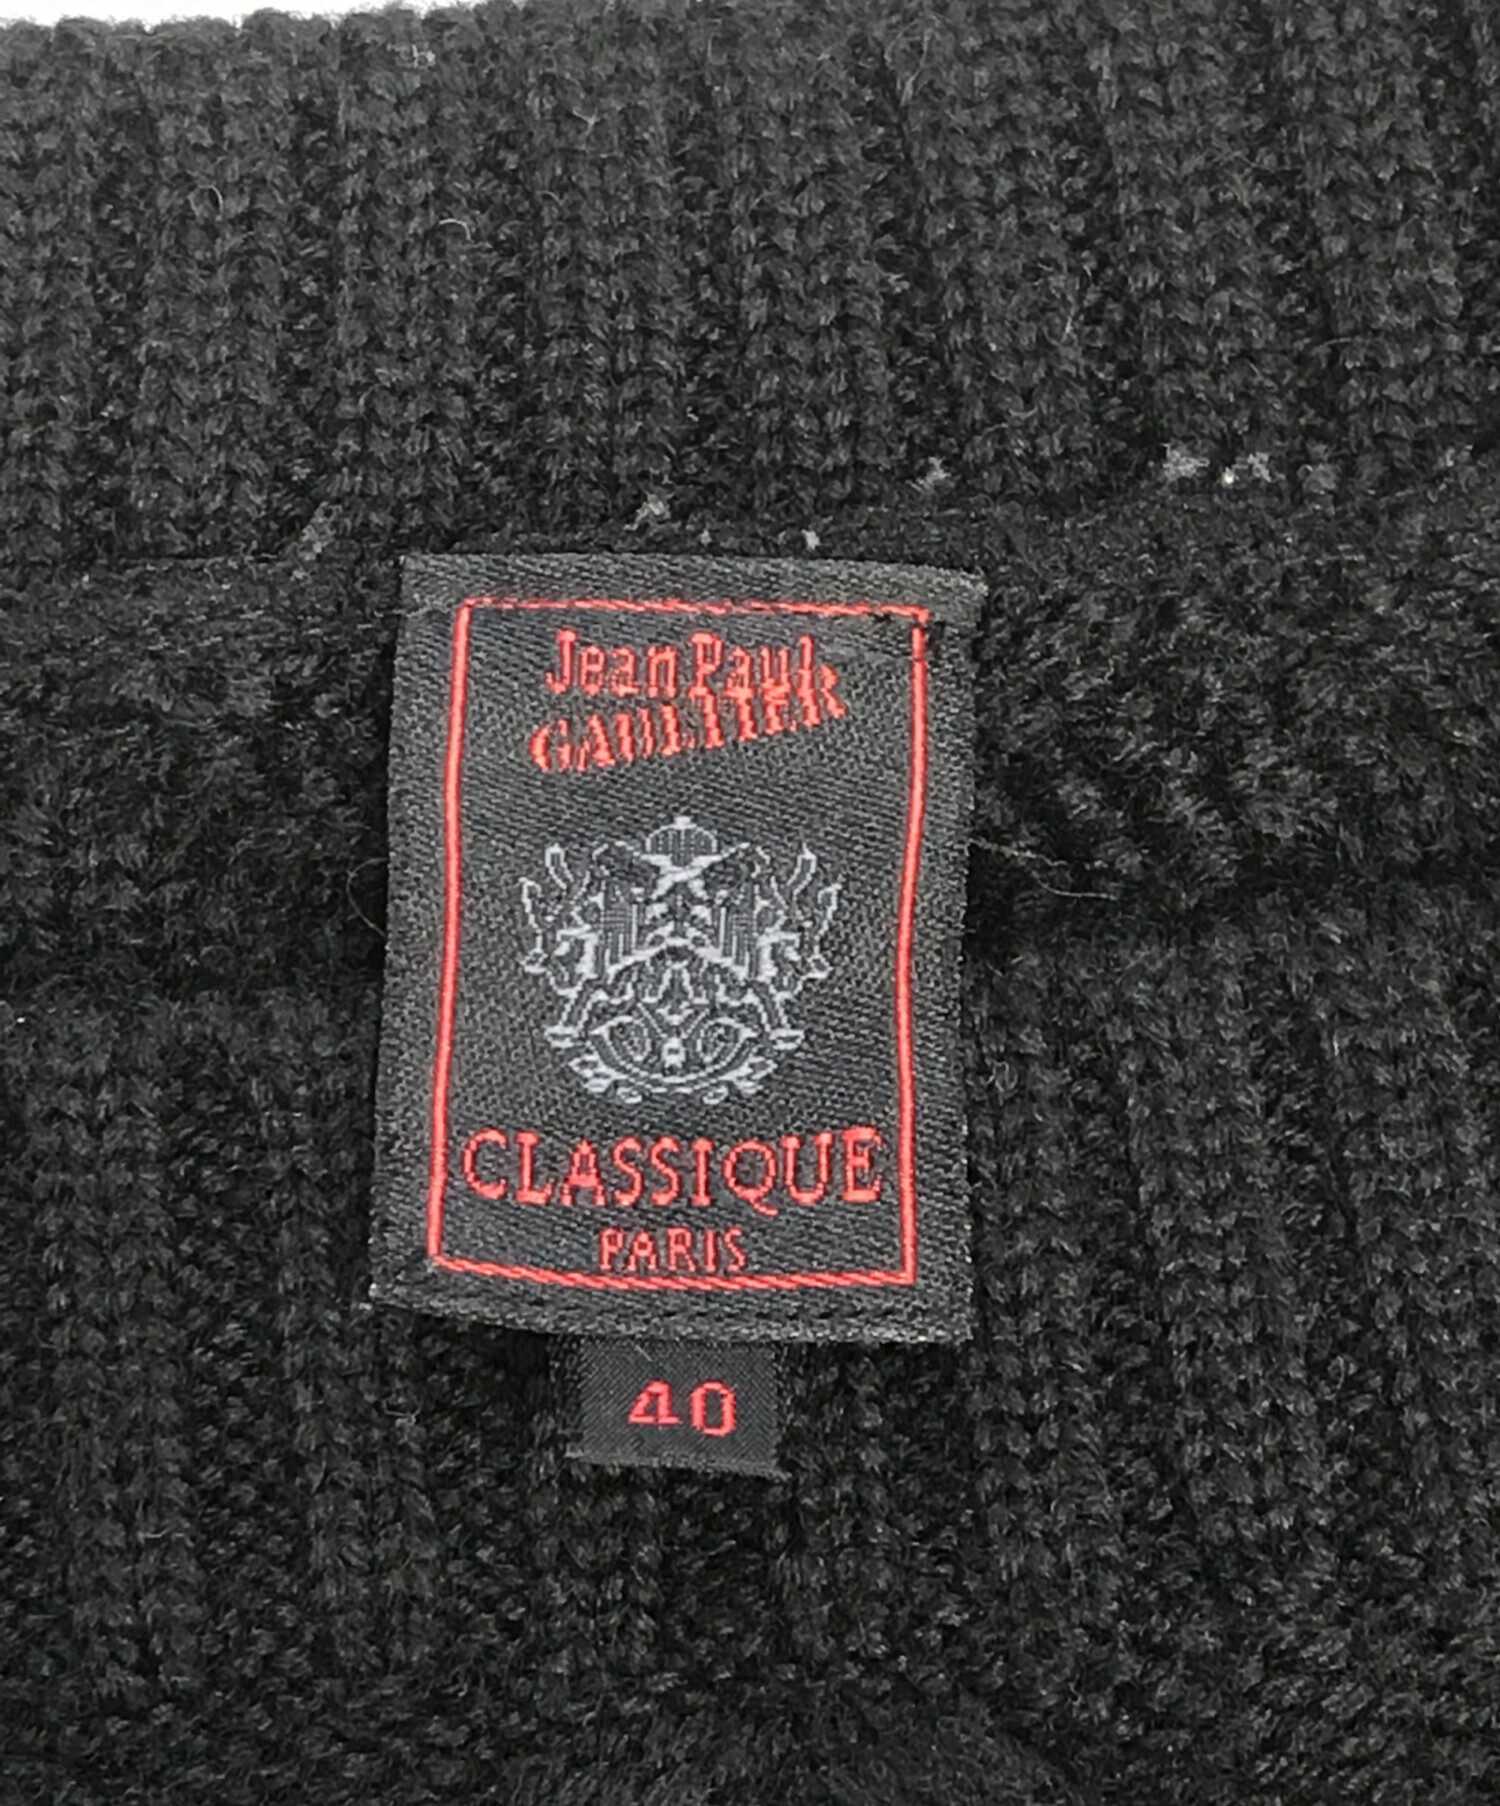 Jean Paul
GAULTIER
CLASSIQUE
PARIS
40